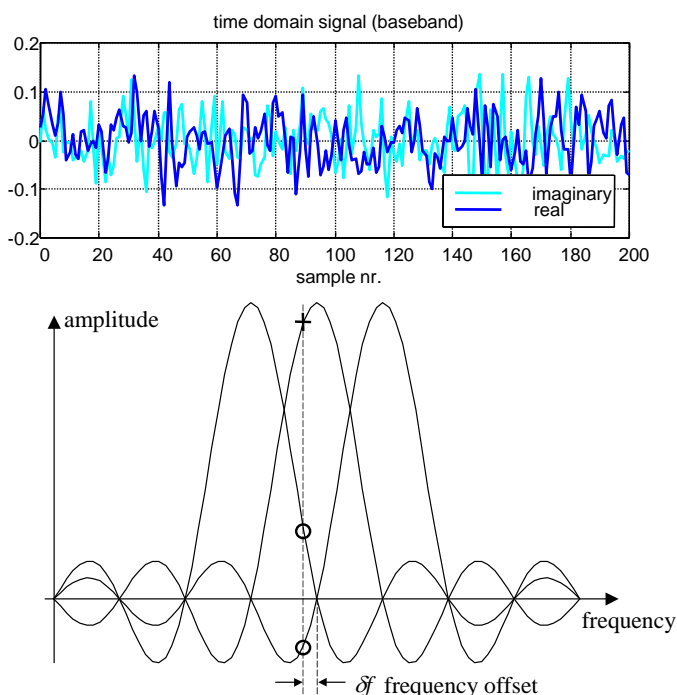 time domain signal (baseband)
0.2
0.1
0
-0.1
-0.2
imaginary
real
0 20 40 60 80 100 120 140 160 180 200
sample nr.
amplitude
frequency
δf frequency offset